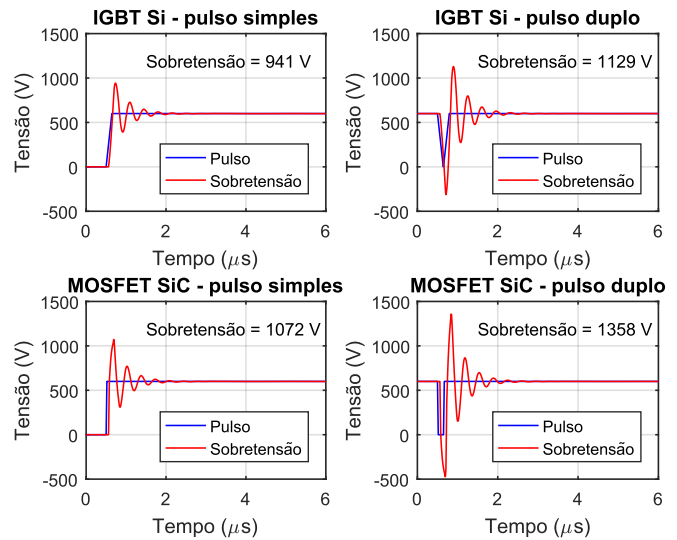 IGBT Si - pulso simples
1500
1000
500
0
-500
Tensão (V)
Sobretensão = 941 V
Pulso
Sobretensão
0 2 4 6
Tempo (μs)
IGBT Si - pulso duplo
1500
1000
500
0
-500
Tensão (V)
Sobretensão = 1129 V
Pulso
Sobretensão
0 2 4 6
Tempo (μs)
MOSFET SiC - pulso simples
1500
1000
500
0
-500
Tensão (V)
Sobretensão = 1072 V
Pulso
Sobretensão
0 2 4 6
Tempo (μs)
MOSFET SiC - pulso duplo
1500
1000
500
0
-500
Tensão (V)
Sobretensão = 1358 V
Pulso
Sobretensão
0 2 4 6
Tempo (μs)